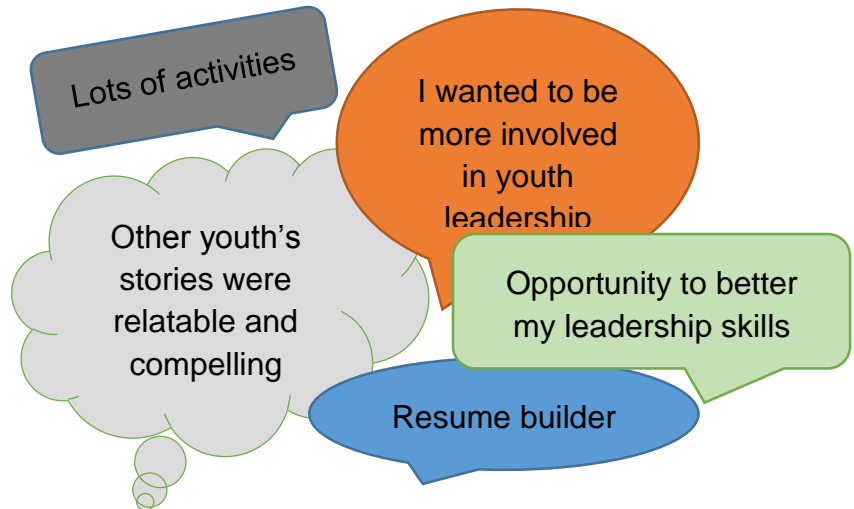 Lots of activities
I wanted to be
more involved
in youth
leadership
Other youth’s
stories were
relatable and
compelling
Opportunity to better
my leadership skills
Resume builder